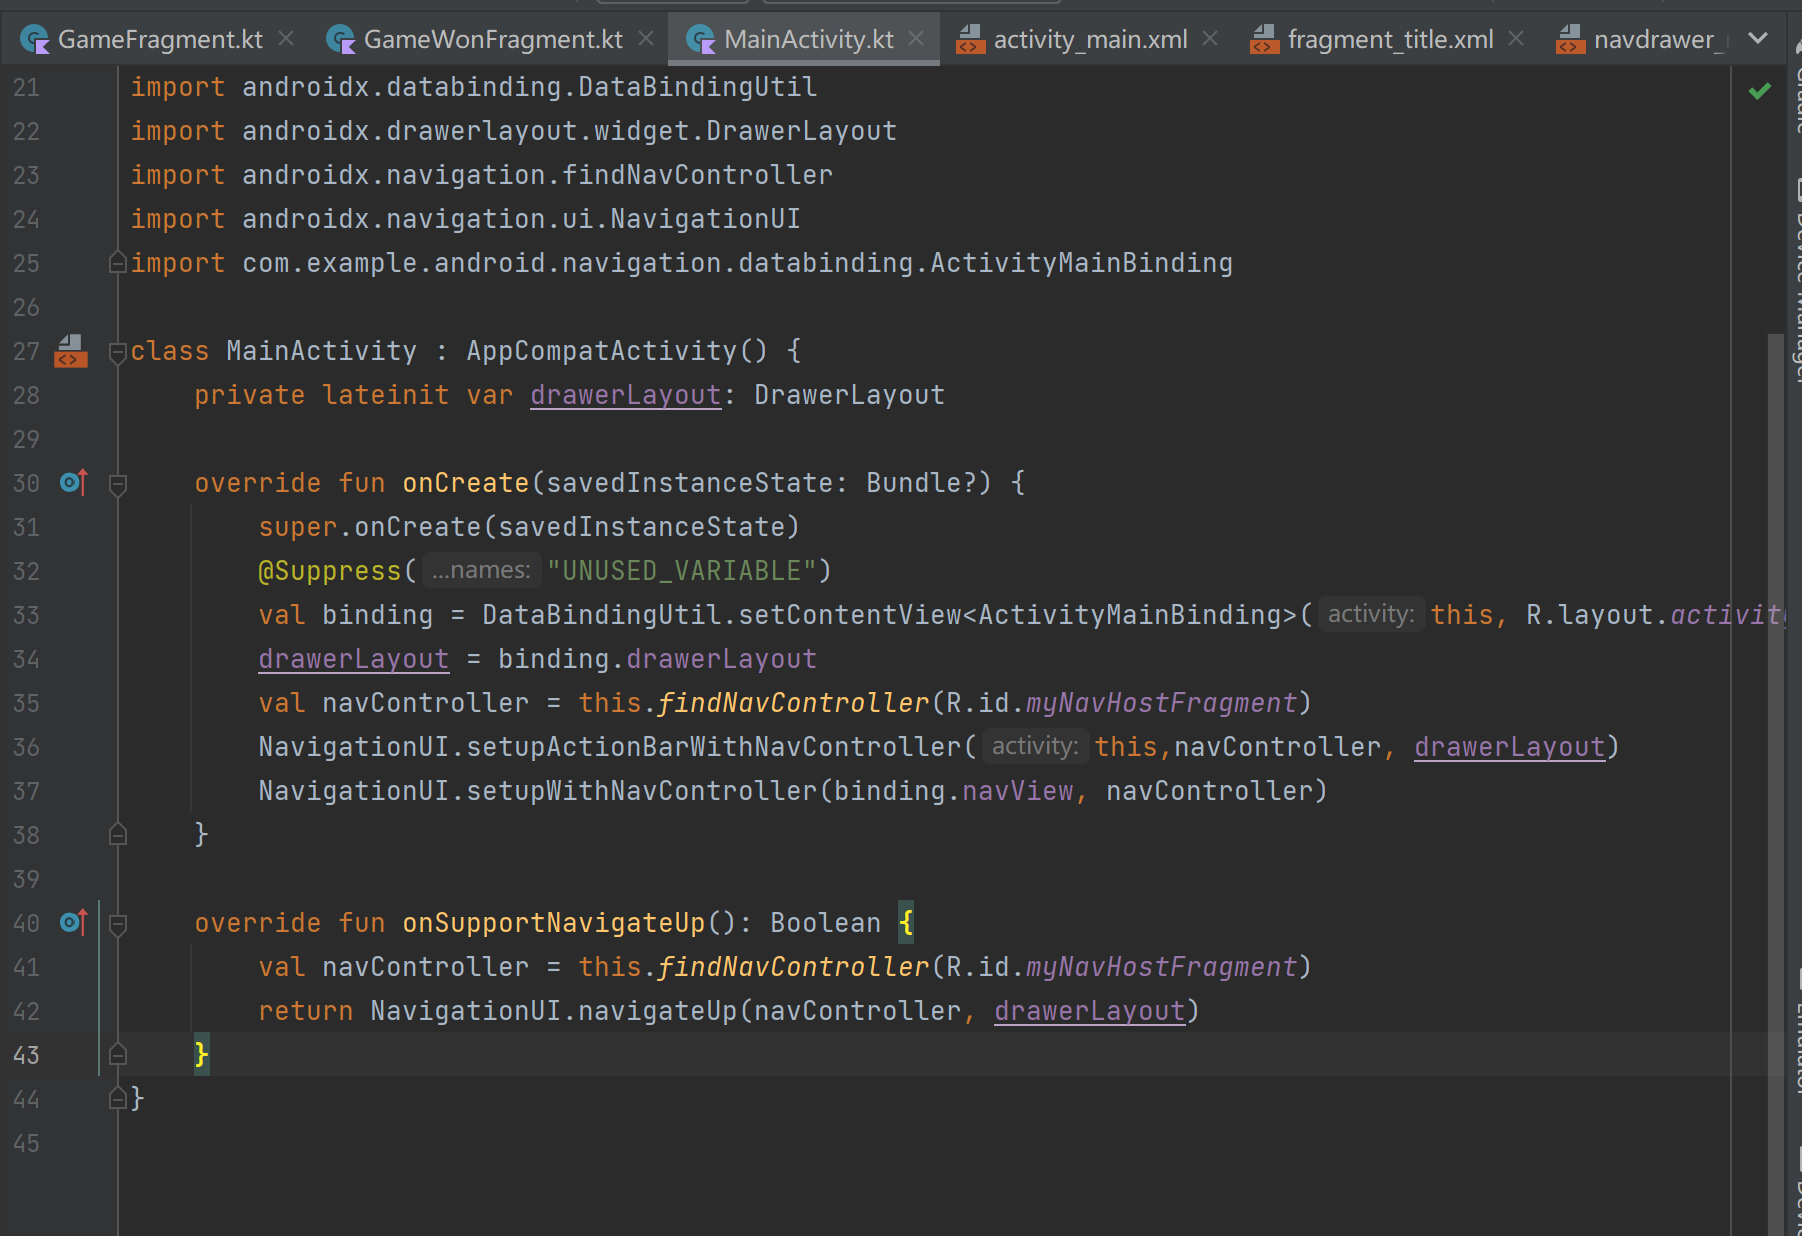 GameFragment.kt GameWonFragment.kt MainActivity.kt activity_main.xml fragment_title.xml navdrawer_
21 import androidx.databinding.DataBindingUtil
22 import androidx.drawerlayout.widget.DrawerLayout
23 import androidx.navigation.findNavController
24 import androidx.navigation.ui.NavigationUI
25 import com.example.android.navigation.databinding.ActivityMainBinding
26
27 class MainActivity : AppCompatActivity() {
28 private lateinit var drawerLayout: DrawerLayout
29
30 override fun onCreate(savedInstanceState: Bundle?) {
31 super.onCreate(savedInstanceState)
32 @Suppress( ...names: "UNUSED_VARIABLE")
33 val binding = DataBindingUtil.setContentView<ActivityMainBinding>( activity: this, R.layout.activity
34 drawerLayout = binding.drawerLayout
35 val navController = this.findNavController(R.id.myNavHostFragment)
36 NavigationUI.setupActionBarWithNavController( activity: this,navController, drawerLayout)
37 NavigationUI.setupWithNavController(binding.navView, navController)
38 }
39
40 override fun onSupportNavigateUp(): Boolean {
41 val navController = this.findNavController(R.id.myNavHostFragment)
42 return NavigationUI.navigateUp(navController, drawerLayout)
43 }
44 }
45
Device Manager